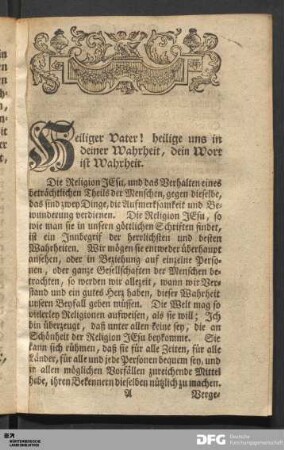 Heiliger Vater! heilige uns in
deiner Wahrheit, dein Wort
ist Wahrheit.
Die Religion JEsu, und das Verhalten eines
beträchtlichen Theils der Menschen, gegen dieselbe,
das sind zwey Dinge, die Aufmerksamkeit und Be-
wunderung verdienen. Die Religion JEsu, so
wie man sie in unsern göttlichen Schriften findet,
ist ein Innbegrif der herrlichsten und besten
Wahrheiten. Wir mögen sie entweder überhaupt
ansehen, oder in Beziehung auf einzelne Perso-
nen, oder ganze Gesellschaften der Menschen be-
trachten, so werden wir allezeit, wann wir Ver-
stand und ein gutes Herz haben, dieser Wahrheit
unsern Beyfall geben müssen. Die Welt mag so
vielerley Religionen aufweisen, als sie will; Ich
bin überzeugt, daß unter allen keine sey, die an
Schönheit der Religion JEsu beykomme. Sie
kann sich rühmen, daß sie für alle Zeiten, für alle
Länder, für alle und jede Personen bequem sey, und
in allen möglichen Vorfällen zureichende Mittel
habe, ihren Bekennern dieselben nützlich zu machen.
A Verge-
DFG Deutsche
Forschungsgemeinschaft